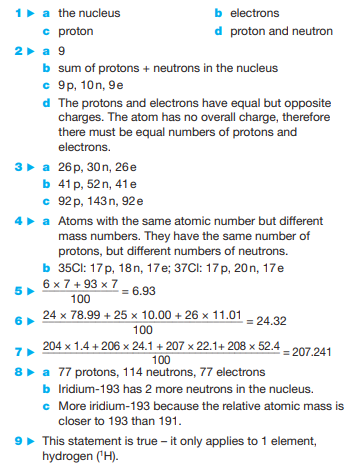 1 ▶ a the nucleus b electrons
c proton d proton and neutron
2 ▶ a 9
b sum of protons + neutrons in the nucleus
c 9p, 10n, 9e
d The protons and electrons have equal but opposite
charges. The atom has no overall charge, therefore
there must be equal numbers of protons and
electrons.
3 ▶ a 26p, 30n, 26e
b 41p, 52n, 41e
c 92p, 143n, 92e
4 ▶ a Atoms with the same atomic number but different
mass numbers. They have the same number of
protons, but different numbers of neutrons.
b 35Cl: 17p, 18n, 17e; 37Cl: 17p, 20n, 17e
5 ▶ 6 × 7 + 93 × 7 / 100 = 6.93
6 ▶ 24 × 78.99 + 25 × 10.00 + 26 × 11.01 / 100 = 24.32
7 ▶ 204 × 1.4 + 206 × 24.1 + 207 × 22.1 + 208 × 52.4 / 100 = 207.241
8 ▶ a 77 protons, 114 neutrons, 77 electrons
b Iridium-193 has 2 more neutrons in the nucleus.
c More iridium-193 because the relative atomic mass is
closer to 193 than 191.
9 ▶ This statement is true – it only applies to 1 element,
hydrogen (¹H).